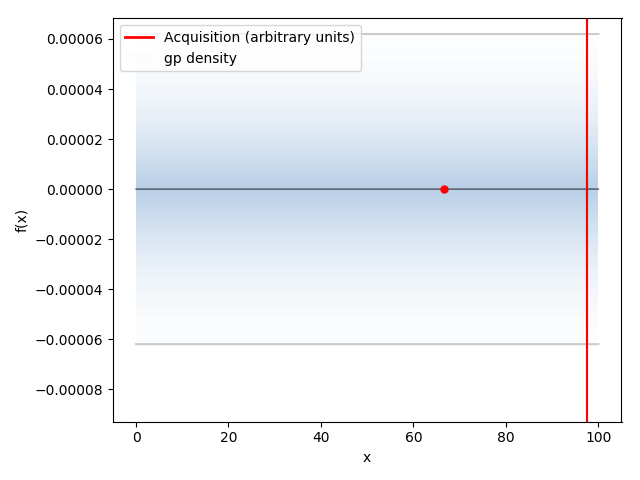 Acquisition (arbitrary units)
gp density
0.00006
0.00004
0.00002
0.00000
−0.00002
−0.00004
−0.00006
−0.00008
f(x)
0 20 40 60 80 100
x